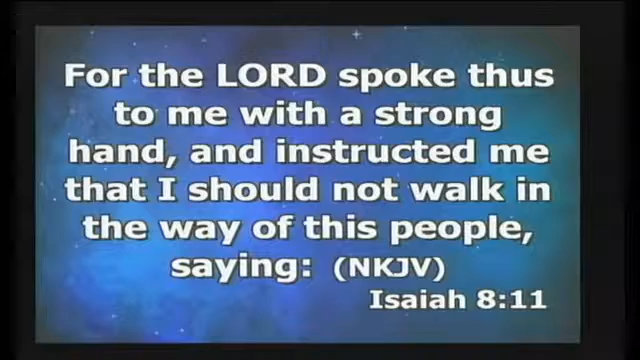 For the LORD spoke thus
to me with a strong
hand, and instructed me
that I should not walk in
the way of this people,
saying: (NKJV)
Isaiah 8:11